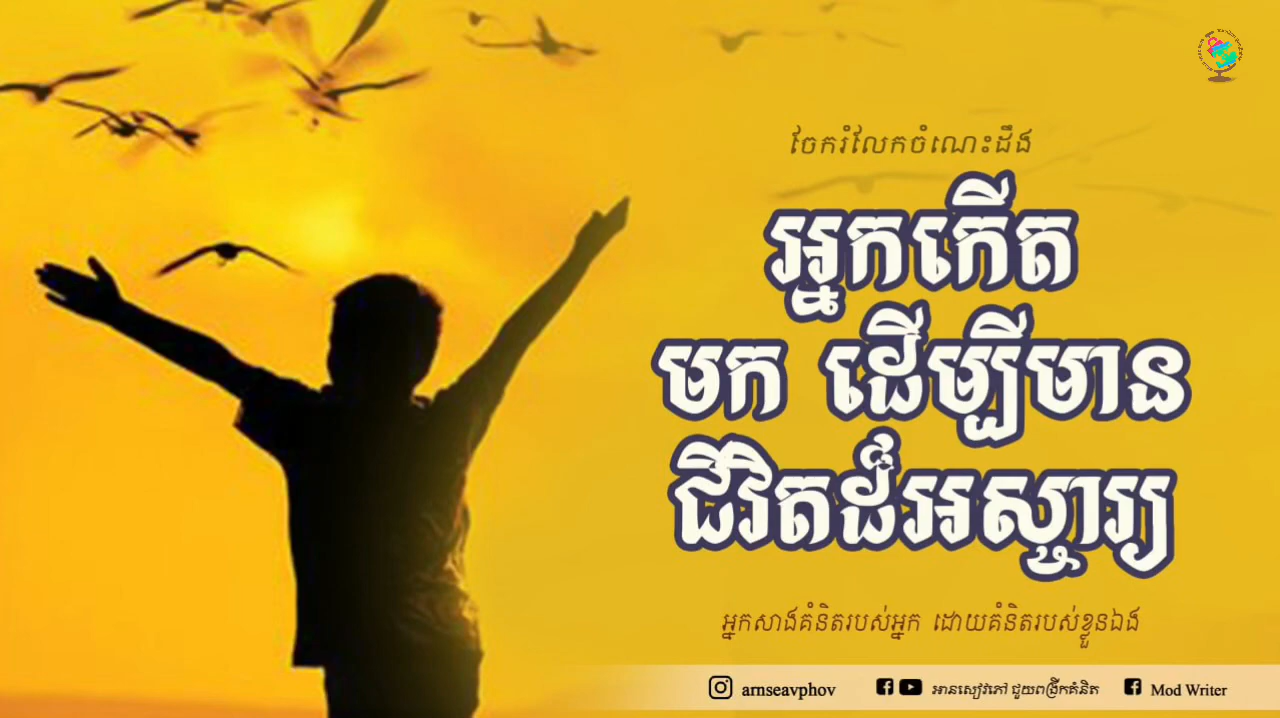 ចែករំលែកចំណេះដឹង
អ្នកកើត
មក ដើម្បីមាន
ជីវិតដ៏អស្ចារ្យ
អ្នកសាងគំនិតរបស់អ្នក ដោយគំនិតរបស់ខ្លួនឯង
arnseavphov អានសៀវភៅ ជួយពង្រីកគំនិត Mod Writer